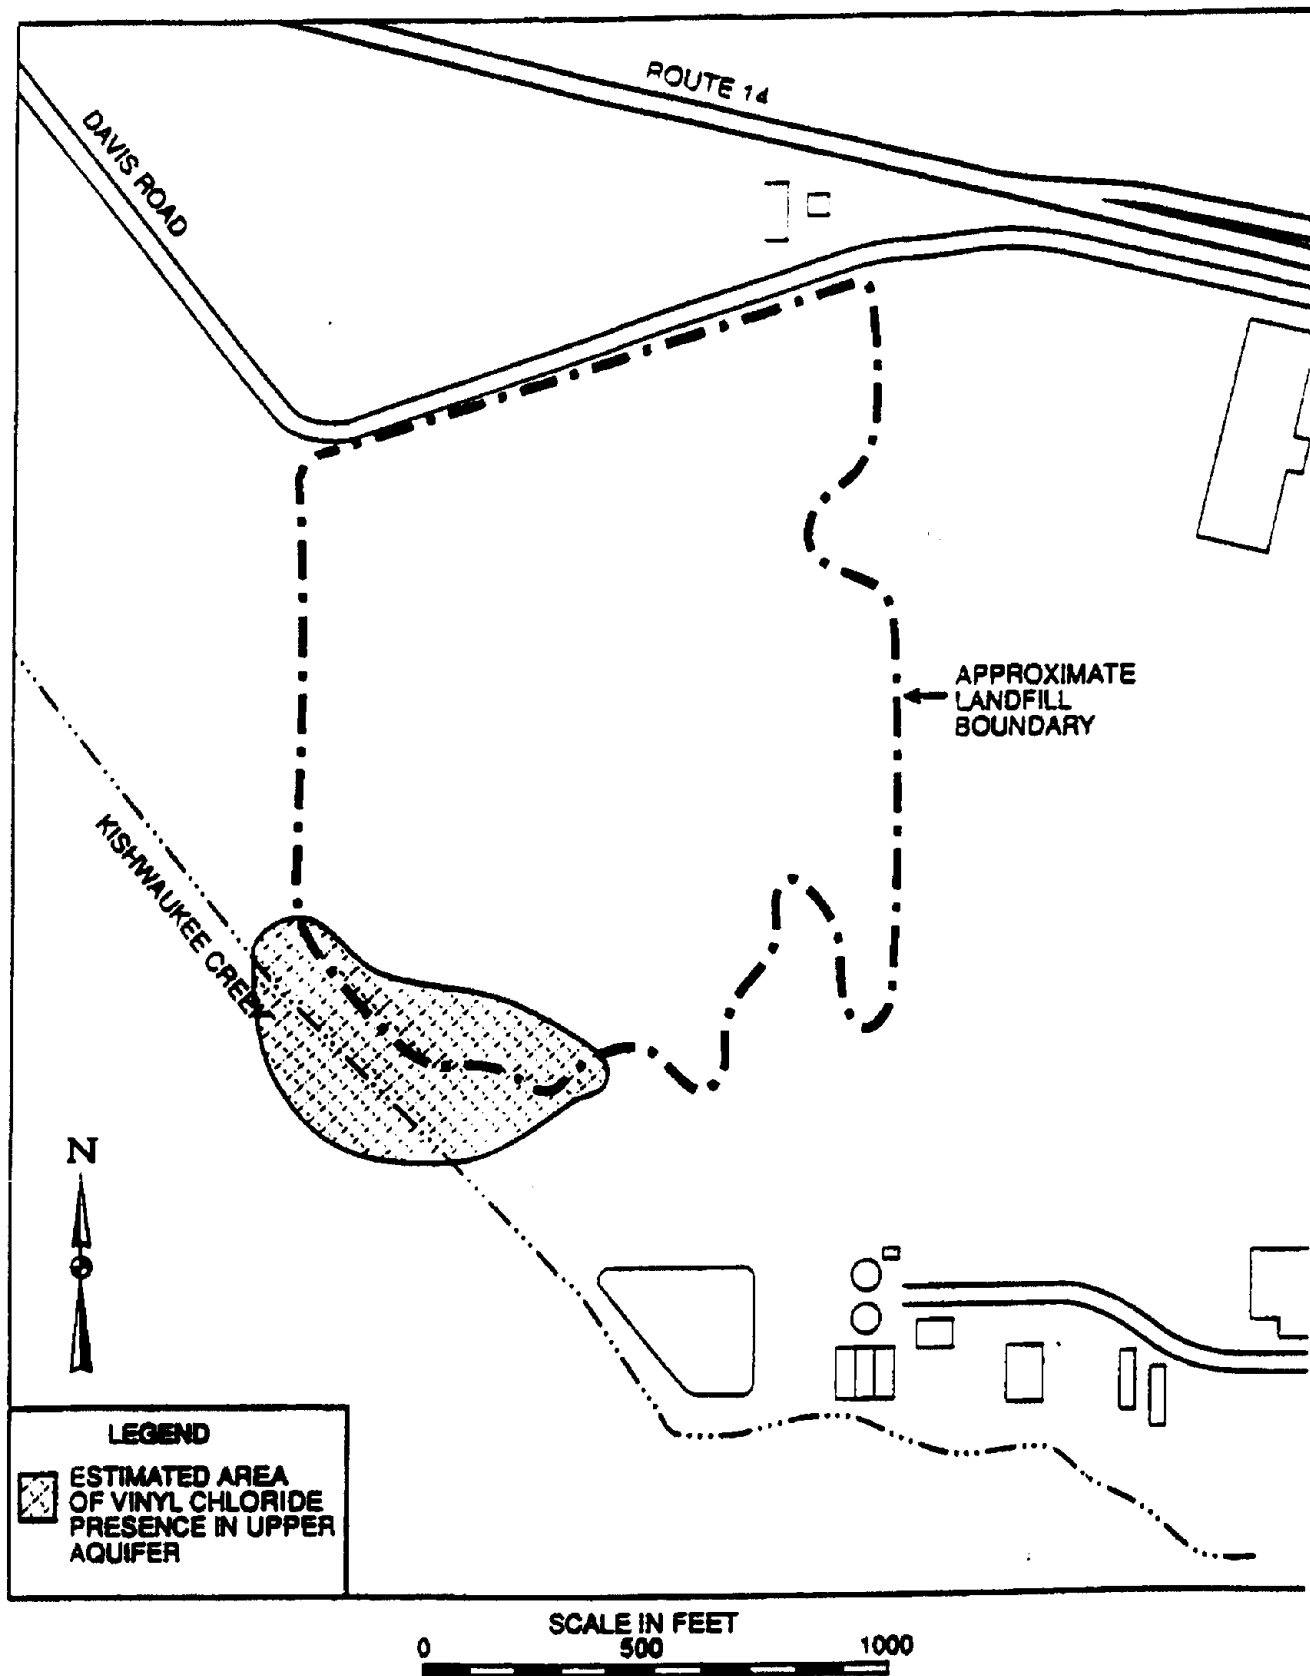 ROUTE 14
DAVIS ROAD
APPROXIMATE
LANDFILL
BOUNDARY
KISHWAUKEE CREEK
N
LEGEND
ESTIMATED AREA
OF VINYL CHLORIDE
PRESENCE IN UPPER
AQUIFER
SCALE IN FEET
0 500 1000